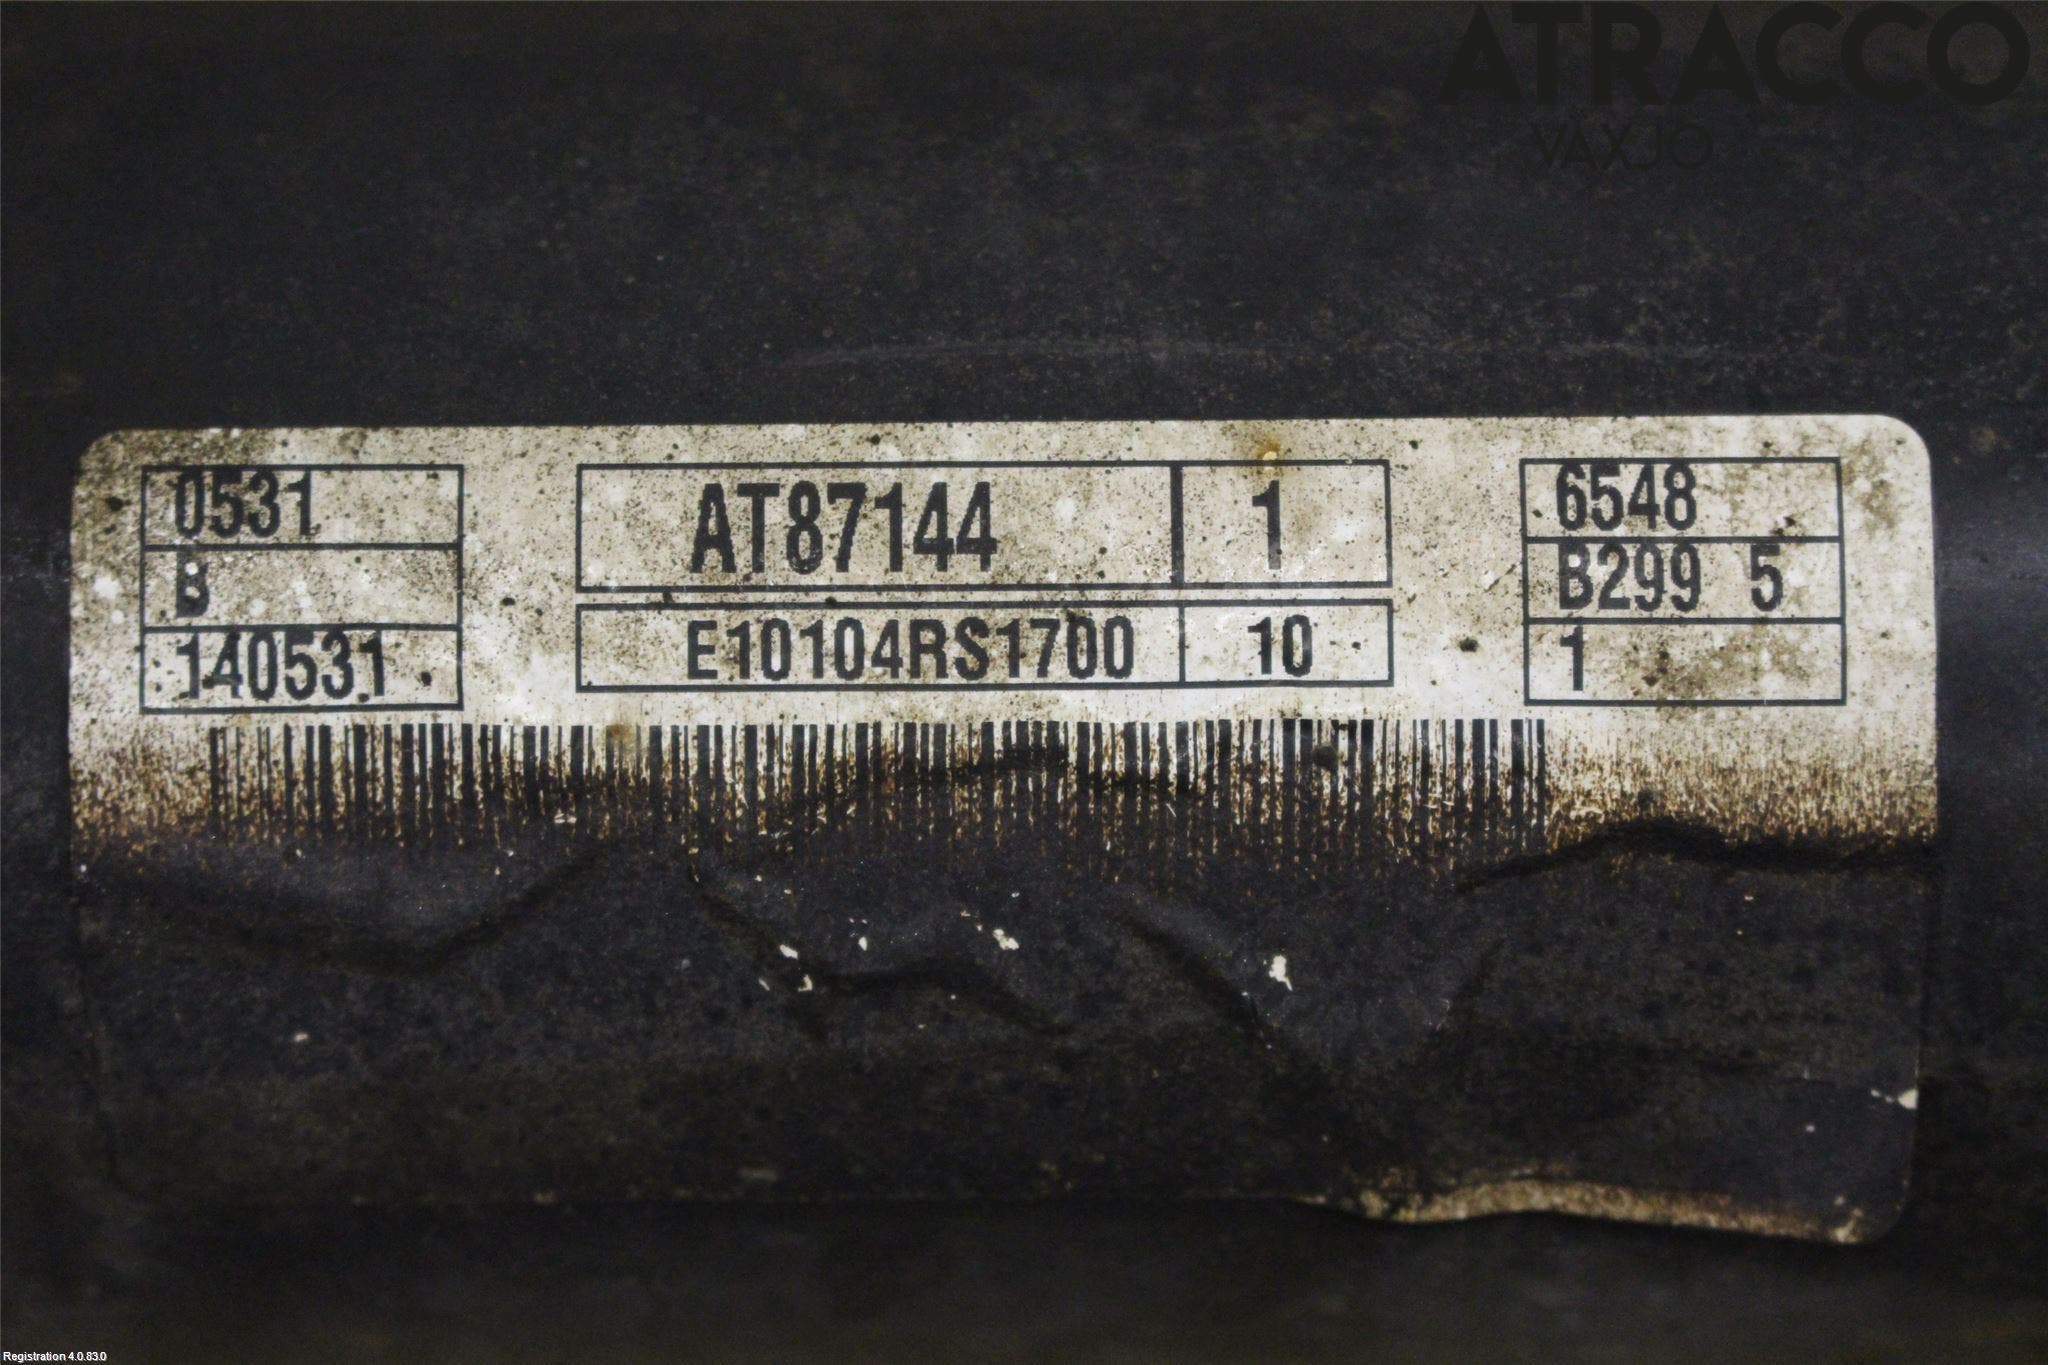 ATRACCO
VAXJO
0531
B
140531
AT87144 1
E10104RS1700 10
6548
B299 5
1
Registration 4.0.83.0